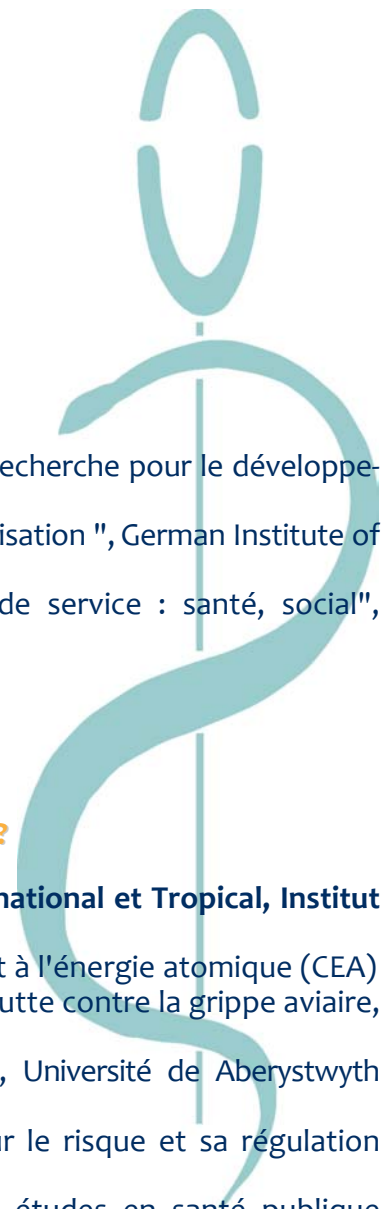 echerche pour le développe-
isation ", German Institute of
de service : santé, social",
?
national et Tropical, Institut
t à l'énergie atomique (CEA)
utte contre la grippe aviaire,
, Université de Aberystwyth
r le risque et sa régulation
études en santé publique